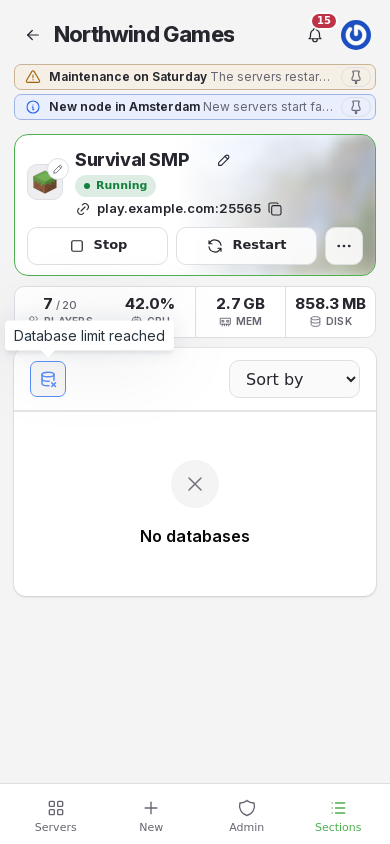 Northwind Games
15
Maintenance on Saturday The servers restar...
New node in Amsterdam New servers start fa...
Survival SMP
Running
play.example.com:25565
Stop
Restart
7 / 20
42.0%
2.7 GB
858.3 MB
MEM
DISK
Database limit reached
Sort by
No databases
Servers
New
Admin
Sections